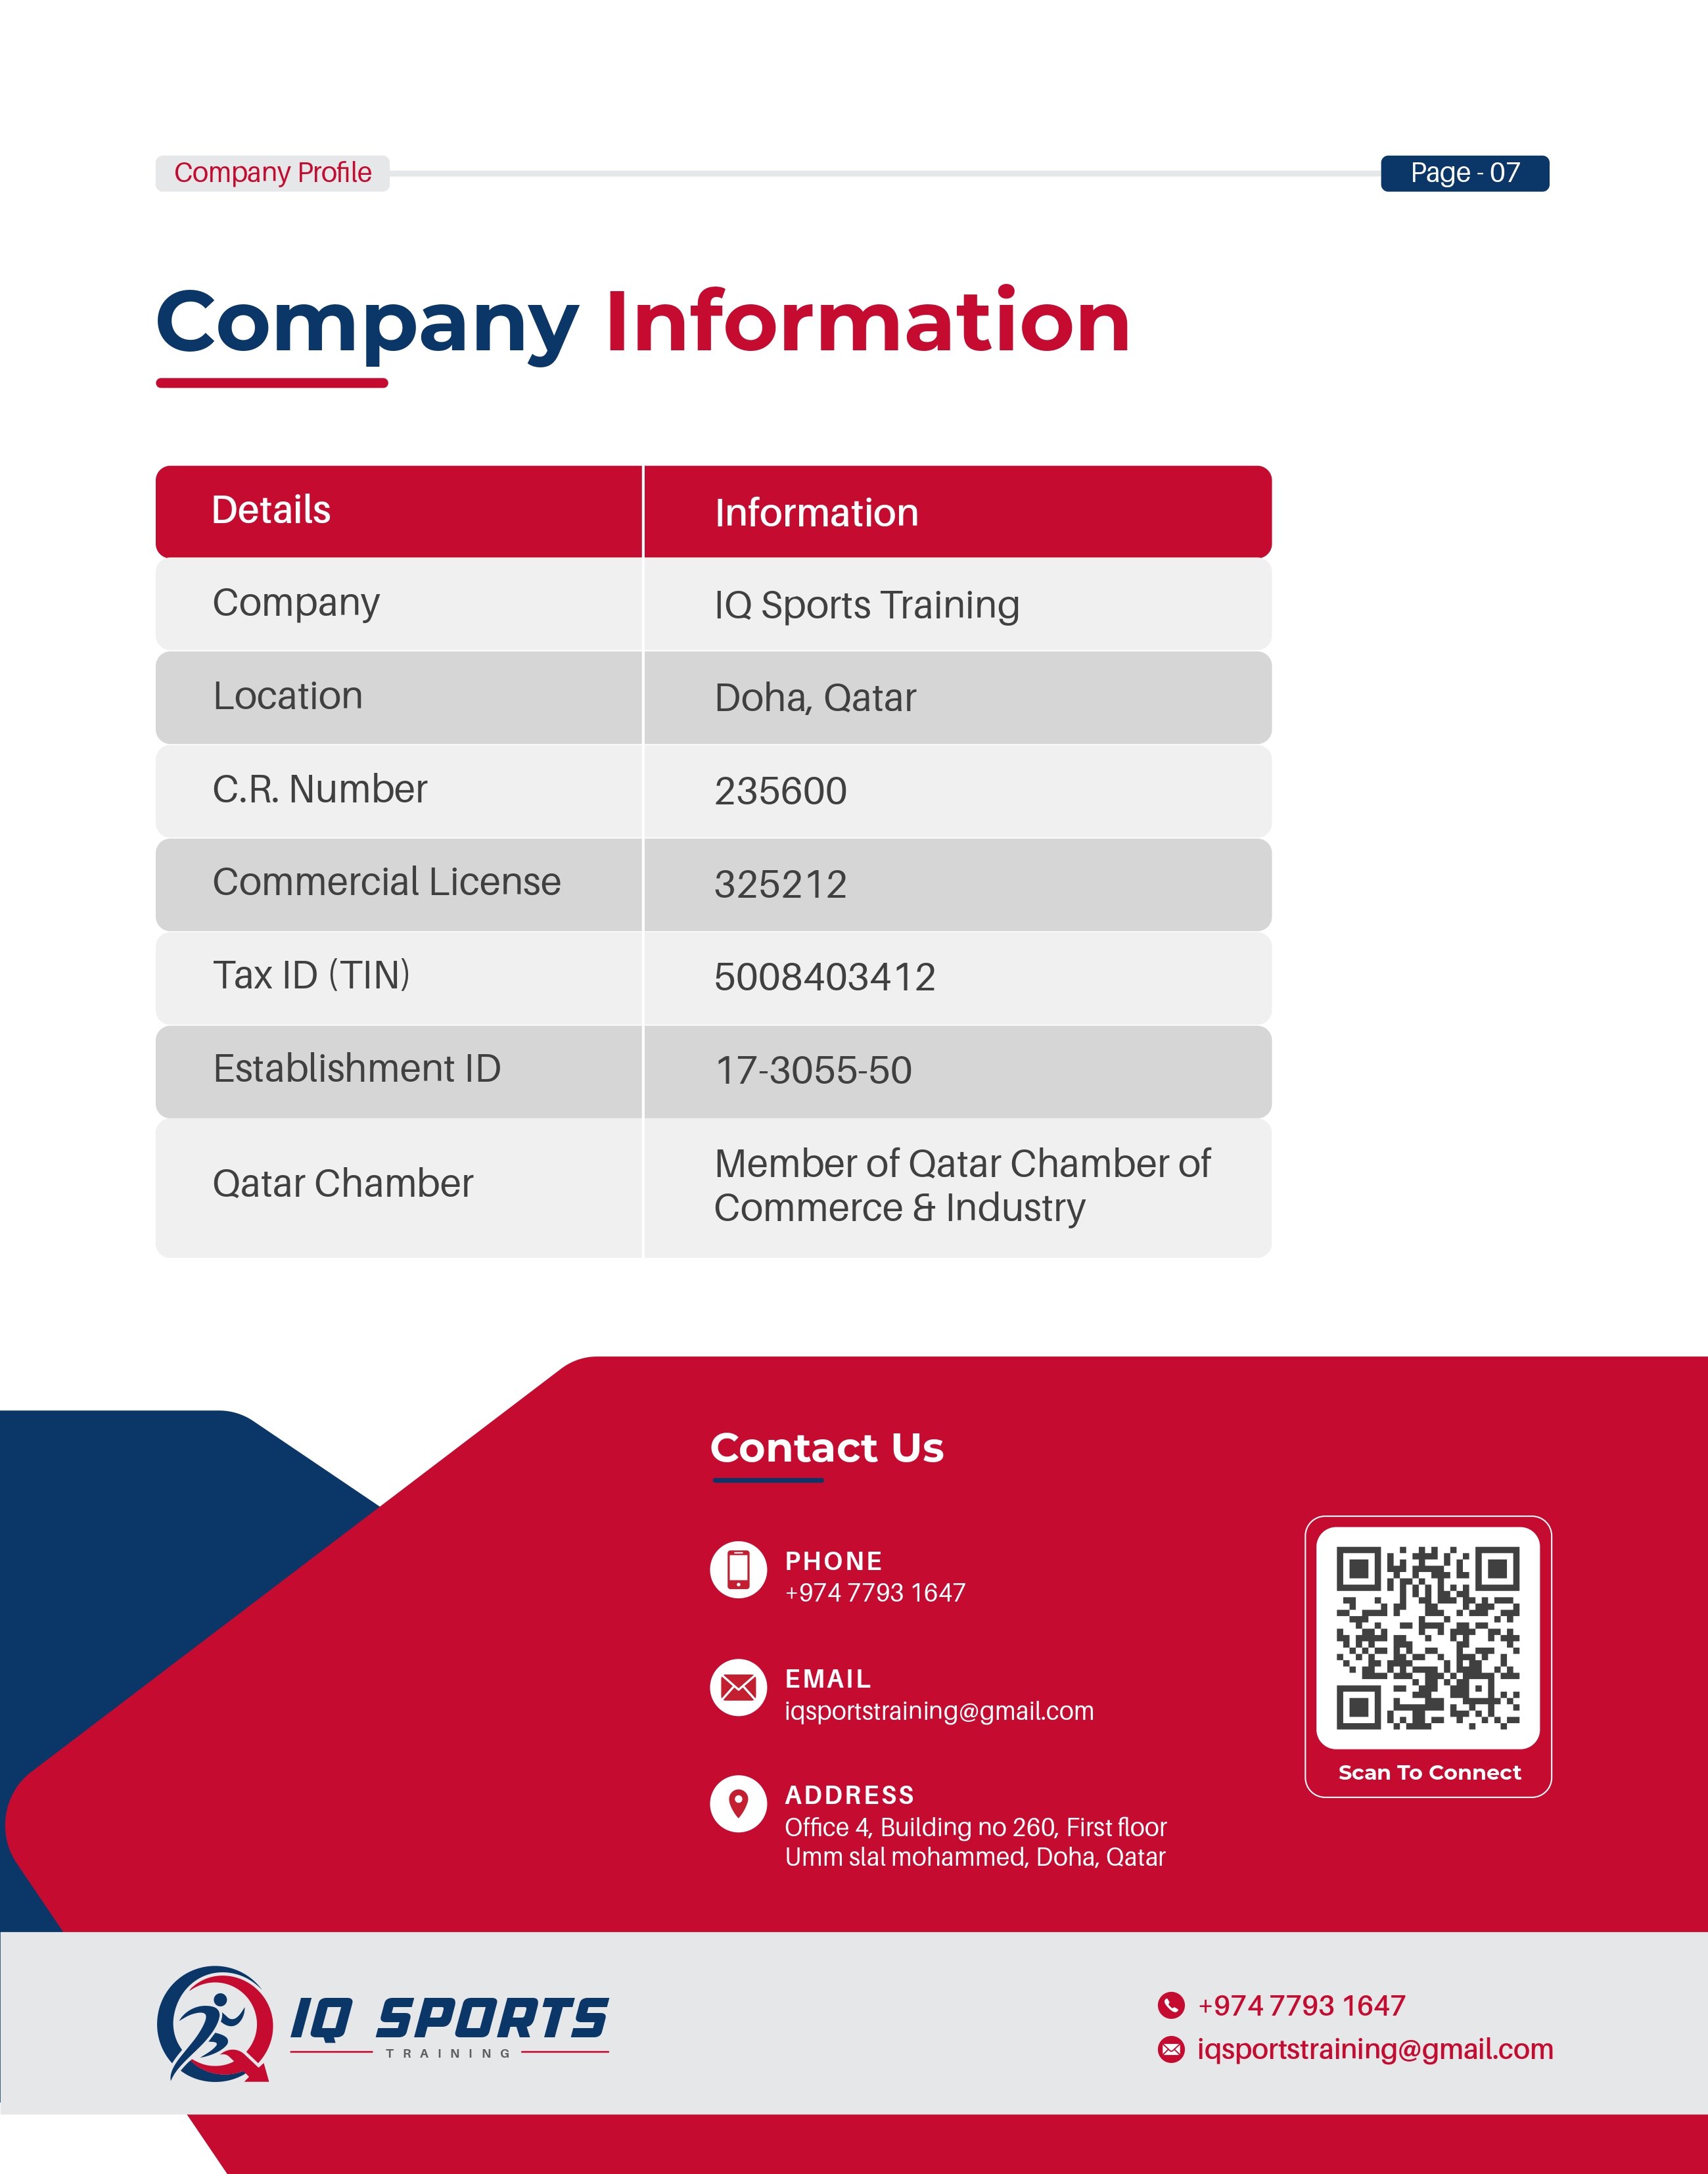 Company Profile
Page - 07
Company Information
Details Information
Company IQ Sports Training
Location Doha, Qatar
C.R. Number 235600
Commercial License 325212
Tax ID (TIN) 5008403412
Establishment ID 17-3055-50
Qatar Chamber Member of Qatar Chamber of
Commerce & Industry
Contact Us
PHONE
+974 7793 1647
EMAIL
iqsportstraining@gmail.com
ADDRESS
Office 4, Building no 260, First floor
Umm slal mohammed, Doha, Qatar
Scan To Connect
IQ SPORTS
TRAINING
+974 7793 1647
iqsportstraining@gmail.com